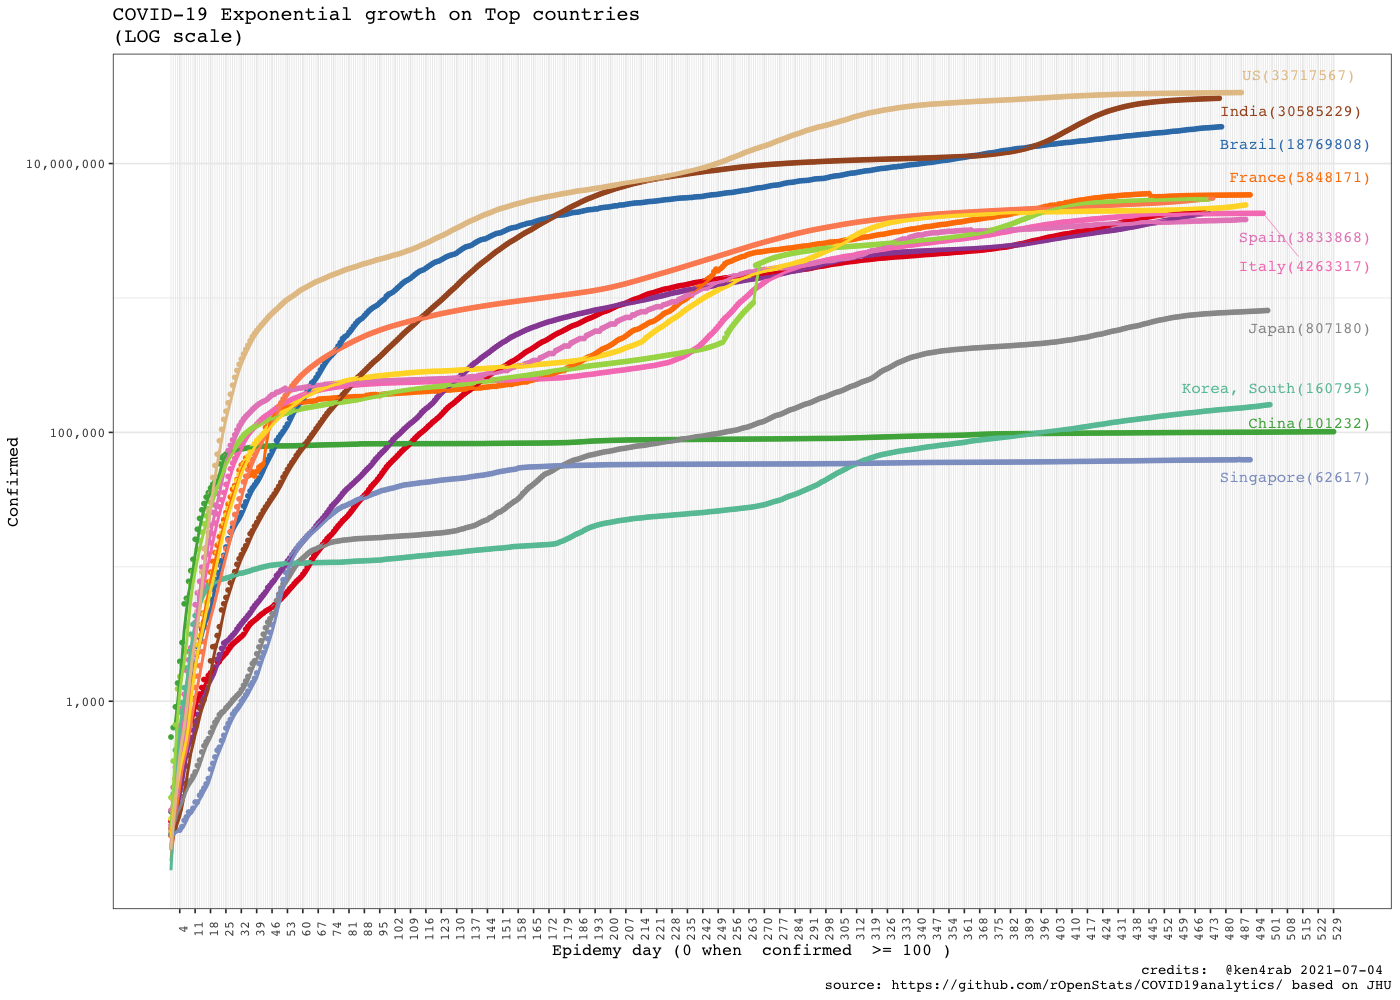 COVID-19 Exponential growth on Top countries
(LOG scale)
US(33717567)
India(30585229)
Brazil(18769808)
10,000,000
France(5848171)
Spain(3833868)
Italy(4263317)
Japan(807180)
Korea, South(160795)
China(101232)
100,000
Singapore(62617)
Confirmed
1,000
4 11 18 25 32 39 46 53 60 67 74 81 88 95 102 109 116 123 130 137 144 151 158 165 172 179 186 193 200 207 214 221 228 235 242 249 256 263 270 277 284 291 298 305 312 319 326 333 340 347 354 361 368 375 382 389 396 403 410 417 424 431 438 445 452 459 466 473 480 487 494 501 508 515 522 529
Epidemy day (0 when  confirmed  >= 100 )
credits:  @ken4rab 2021-07-04
source: https://github.com/rOpenStats/COVID19analytics/ based on JHU